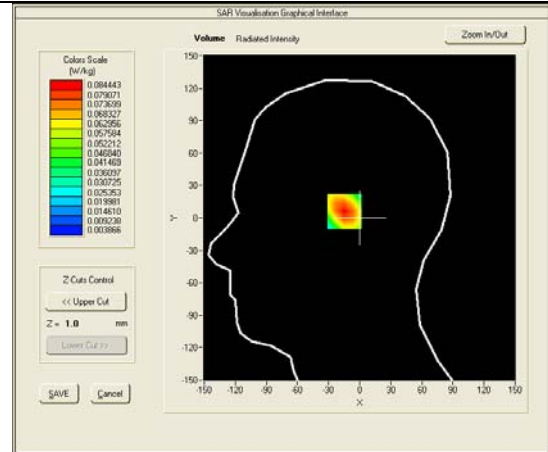 SAR Visualisation Graphical Interface
Volume Radiated Intensity
Zoom In/Out
Colors Scale
(W/kg)
0.084443
0.079071
0.073699
0.068327
0.062956
0.057584
0.052212
0.046840
0.041469
0.036097
0.030725
0.025353
0.019981
0.014610
0.009238
0.003866
Z Cuts Control
<< Upper Cut
Z = 1.0 mm
Lower Cut >>
SAVE Cancel
150
120
90
60
30
0
-30
-60
-90
-120
-150
Y
-150 -120 -90 -60 -30 0 30 60 90 120 150
X